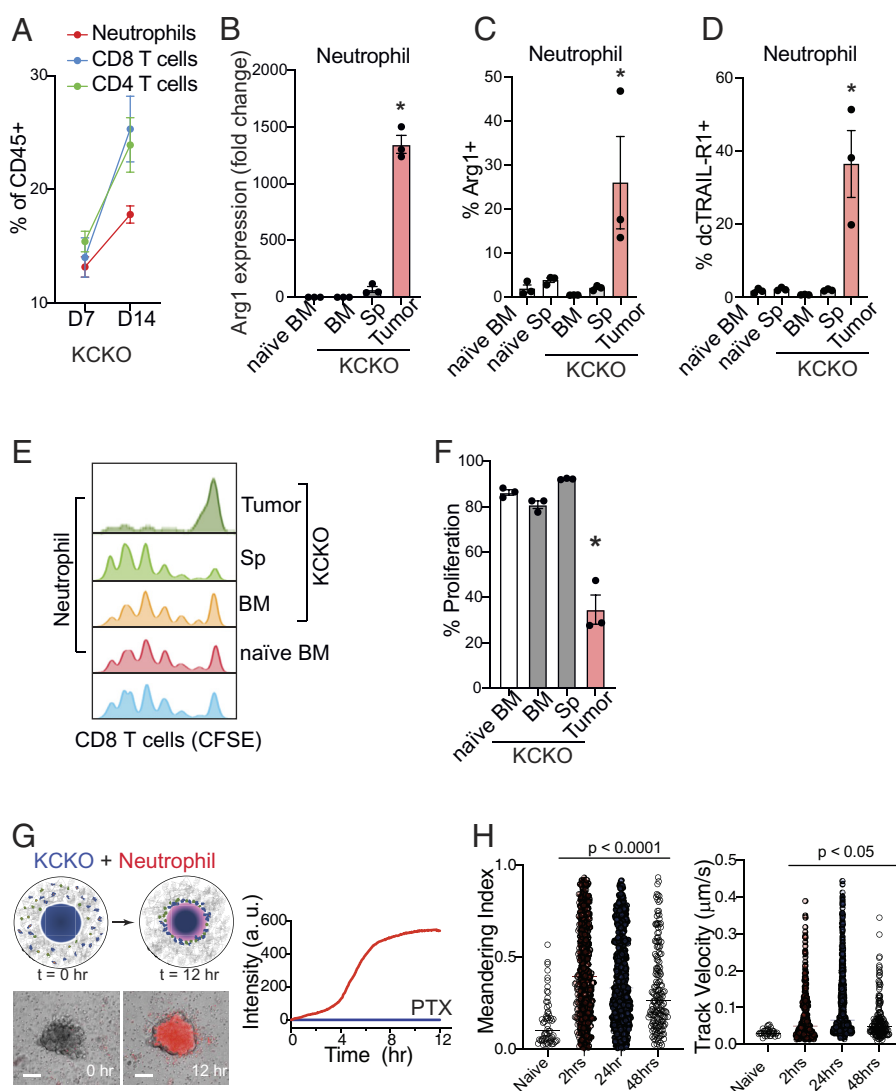 A
Neutrophils
CD8 T cells
CD4 T cells
% of CD45+
30
20
10
D7 D14
KCKO
B
Neutrophil
Arg1 expression (fold change)
2000
1500
1000
500
0
*
naïve BM
BM
Sp
Tumor
KCKO
C
Neutrophil
% Arg1+
50
40
30
20
10
0
*
naïve BM
naïve Sp
BM
Sp
Tumor
KCKO
D
Neutrophil
% dcTRAIL-R1+
60
40
20
0
*
naïve BM
naïve Sp
BM
Sp
Tumor
KCKO
E
Neutrophil
Tumor
Sp
BM
naïve BM
KCKO
CD8 T cells (CFSE)
F
% Proliferation
100
80
60
40
20
0
*
naïve BM
BM
Sp
Tumor
KCKO
G
KCKO + Neutrophil
t = 0 hr
t = 12 hr
0 hr
12 hr
Intensity (a. u.)
600
400
200
0
PTX
0 4 8 12
Time (hr)
H
p < 0.0001
Meandering Index
1.0
0.5
0.0
Naive
2hrs
24hr
48hrs
p < 0.05
Track Velocity (µm/s)
0.5
0.4
0.3
0.2
0.1
0.0
Naive
2hrs
24hrs
48hrs